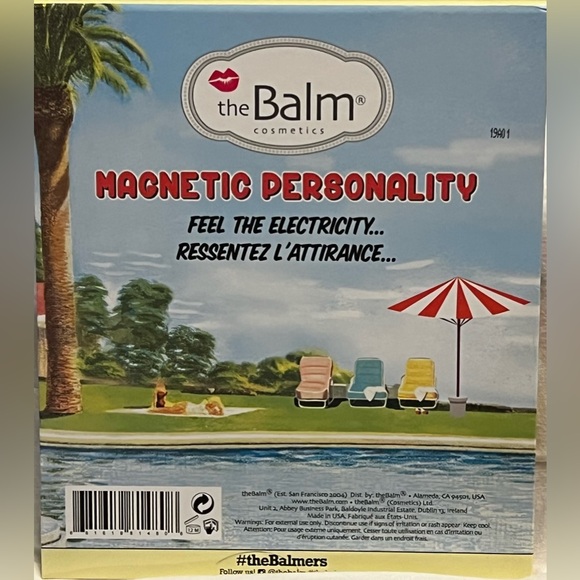 theBalm®
cosmetics
19A01
MAGNETIC PERSONALITY
FEEL THE ELECTRICITY...
RESSENTEZ L'ATTIRANCE...
theBalm® (Est. San Francisco 2004) Dist. by: theBalm® • Alameda, CA 94501, USA
www.theBalm.com • theBalm® (Cosmetics) Ltd.
Unit 2, Abbey Business Park, Baldoyle Industrial Estate, Dublin 13, Ireland
Made in USA, Fabriqué aux États-Unis.
Warnings: For external use only. Discontinue use if signs of irritation or rash appear. Keep cool.
Attention: Pour usage externe uniquement. Cesser toute utilisation en cas d'irritation ou
d'éruption cutanée. Garder dans un endroit frais.
12 M
#theBalmers
Follow us!